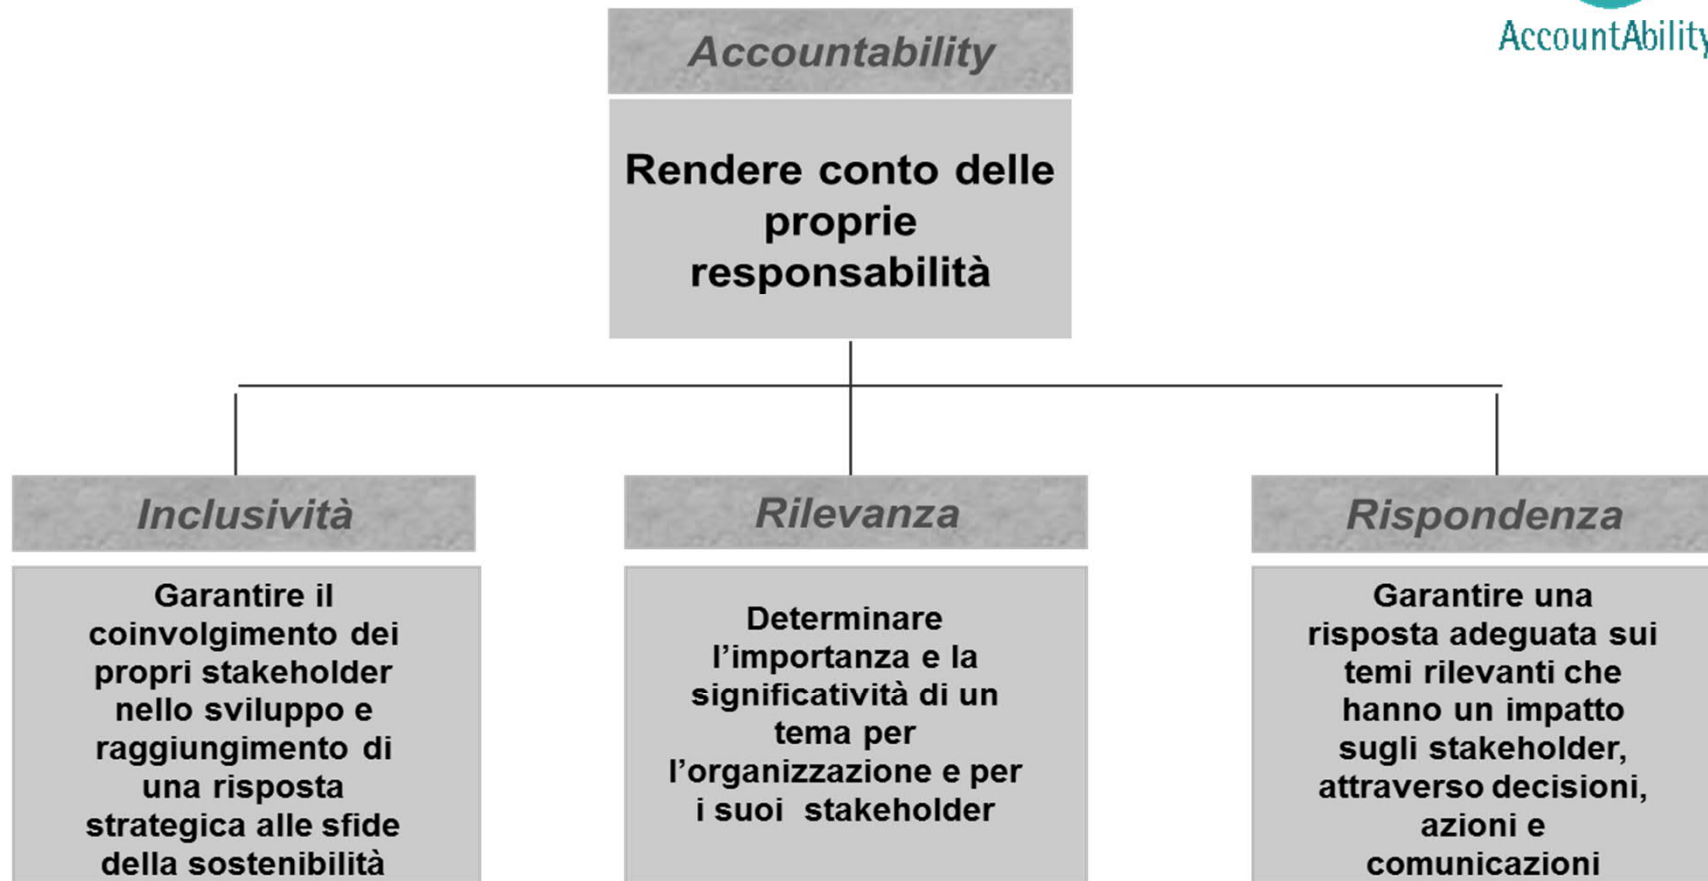 AccountAbility
Accountability
Rendere conto delle
proprie
responsabilità
Inclusività
Garantire il
coinvolgimento dei
propri stakeholder
nello sviluppo e
raggiungimento di
una risposta
strategica alle sfide
della sostenibilità
Rilevanza
Determinare
l’importanza e la
significatività di un
tema per
l’organizzazione e per
i suoi stakeholder
Rispondenza
Garantire una
risposta adeguata sui
temi rilevanti che
hanno un impatto
sugli stakeholder,
attraverso decisioni,
azioni e
comunicazioni